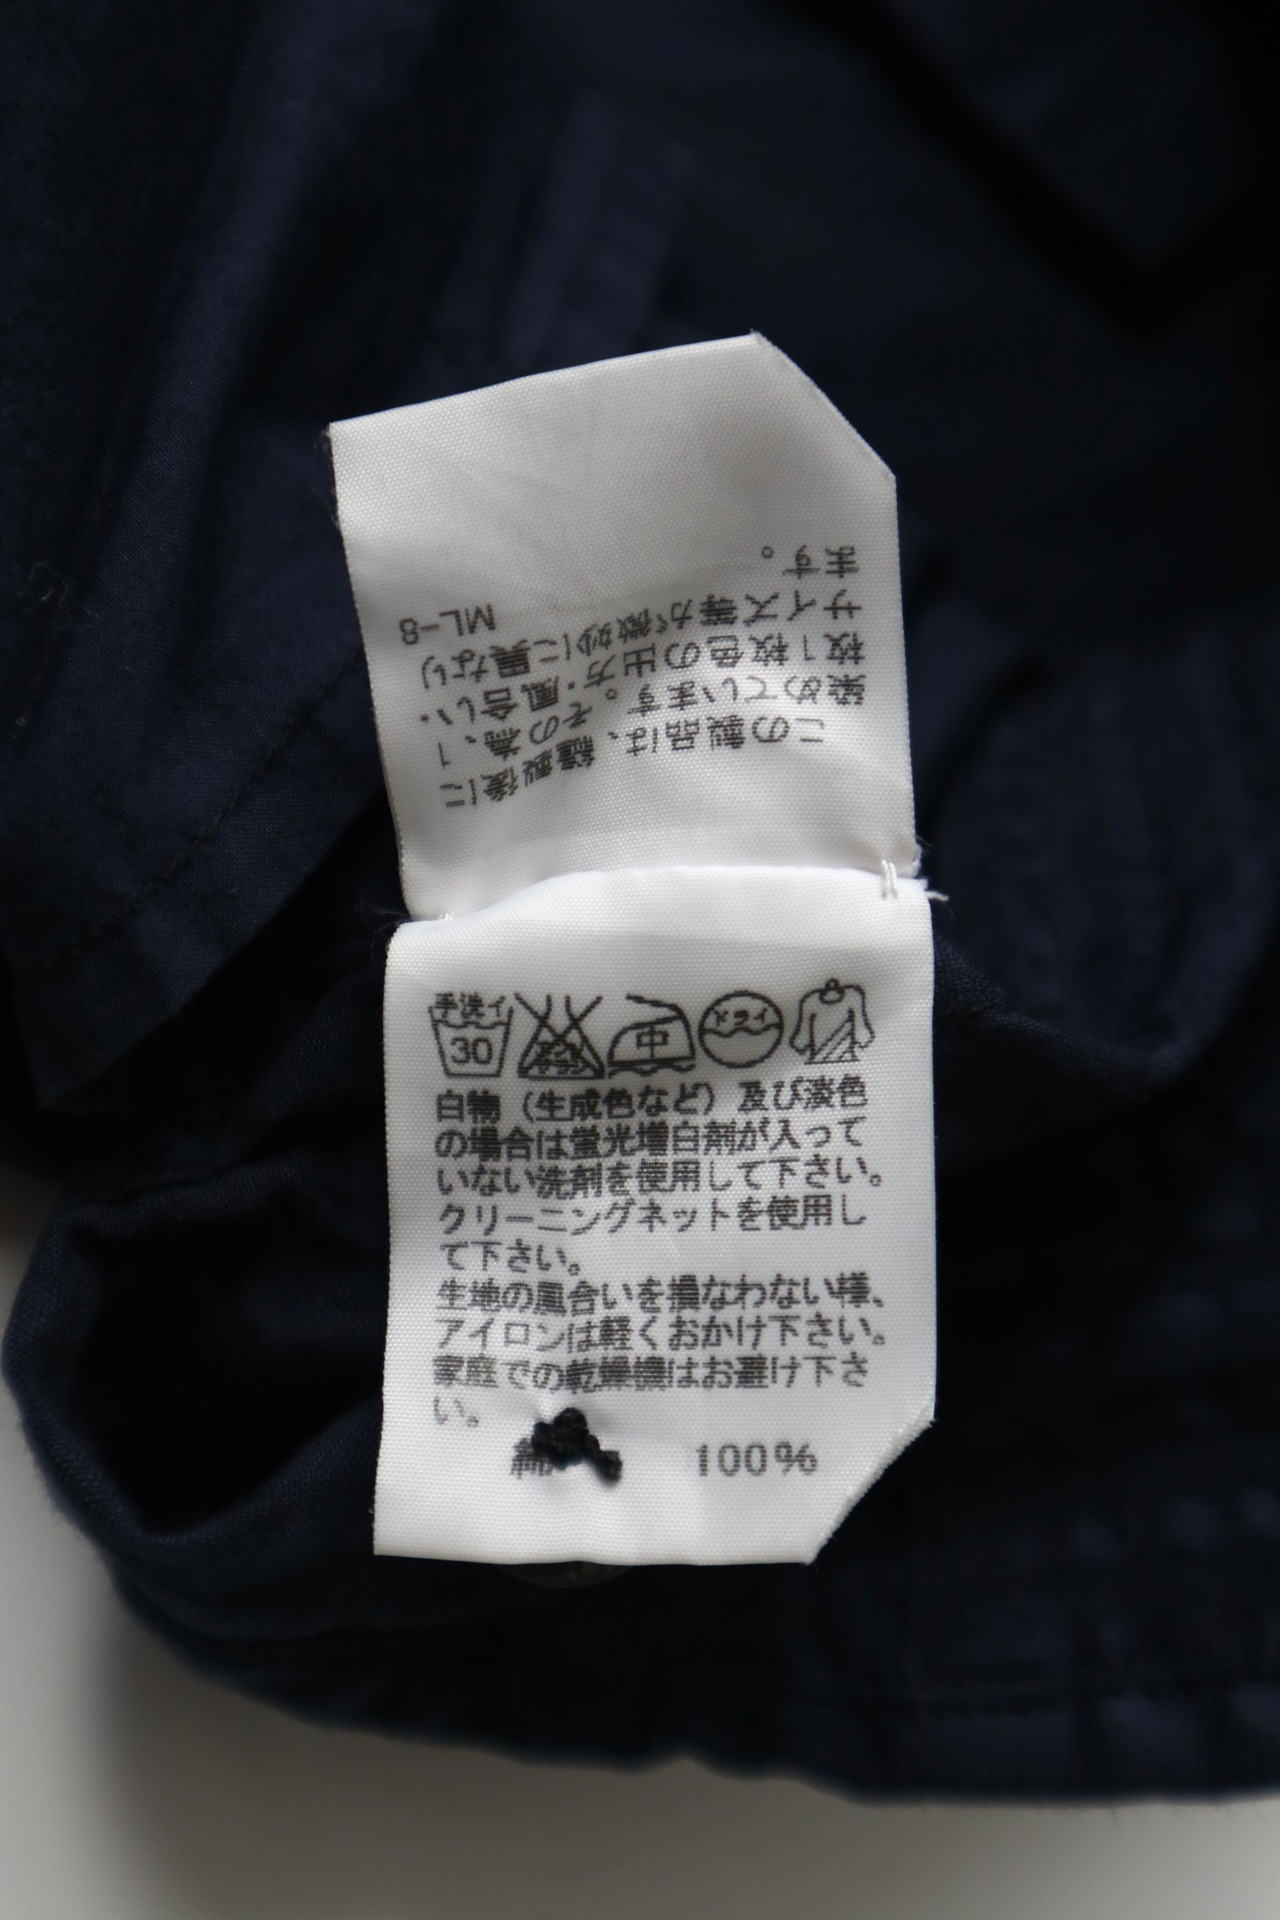 この製品は、縫製後に
染めています。その為、1
枚1枚色の出方・風合い、
サイズ等が微妙に異なり
ます。
ML-8
手洗イ
30
中
ドライ
白物（生成色など）及び淡色
の場合は蛍光増白剤が入って
いない洗剤を使用して下さい。
クリーニングネットを使用し
て下さい。
生地の風合いを損なわない様、
アイロンは軽くおかけ下さい。
家庭での乾燥機はお避け下さ
い。
綿 100%